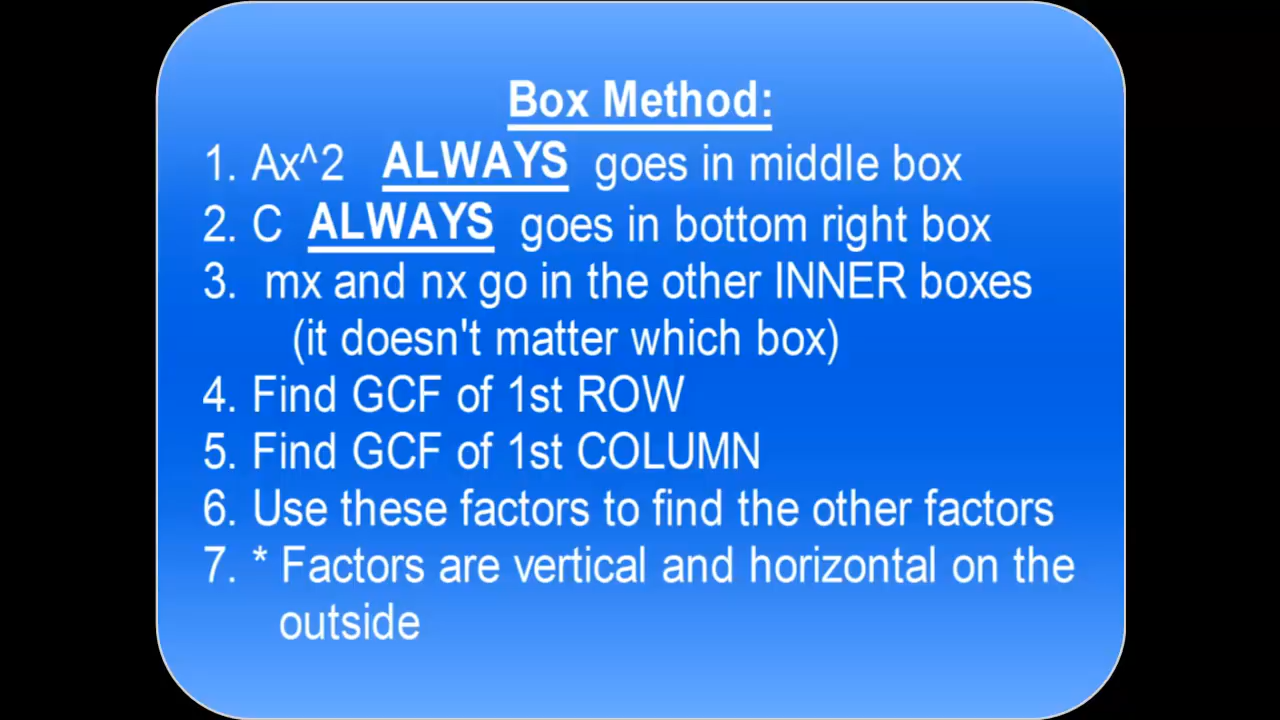 Box Method:
1. Ax^2 ALWAYS goes in middle box
2. C ALWAYS goes in bottom right box
3. mx and nx go in the other INNER boxes
(it doesn't matter which box)
4. Find GCF of 1st ROW
5. Find GCF of 1st COLUMN
6. Use these factors to find the other factors
7. * Factors are vertical and horizontal on the
outside